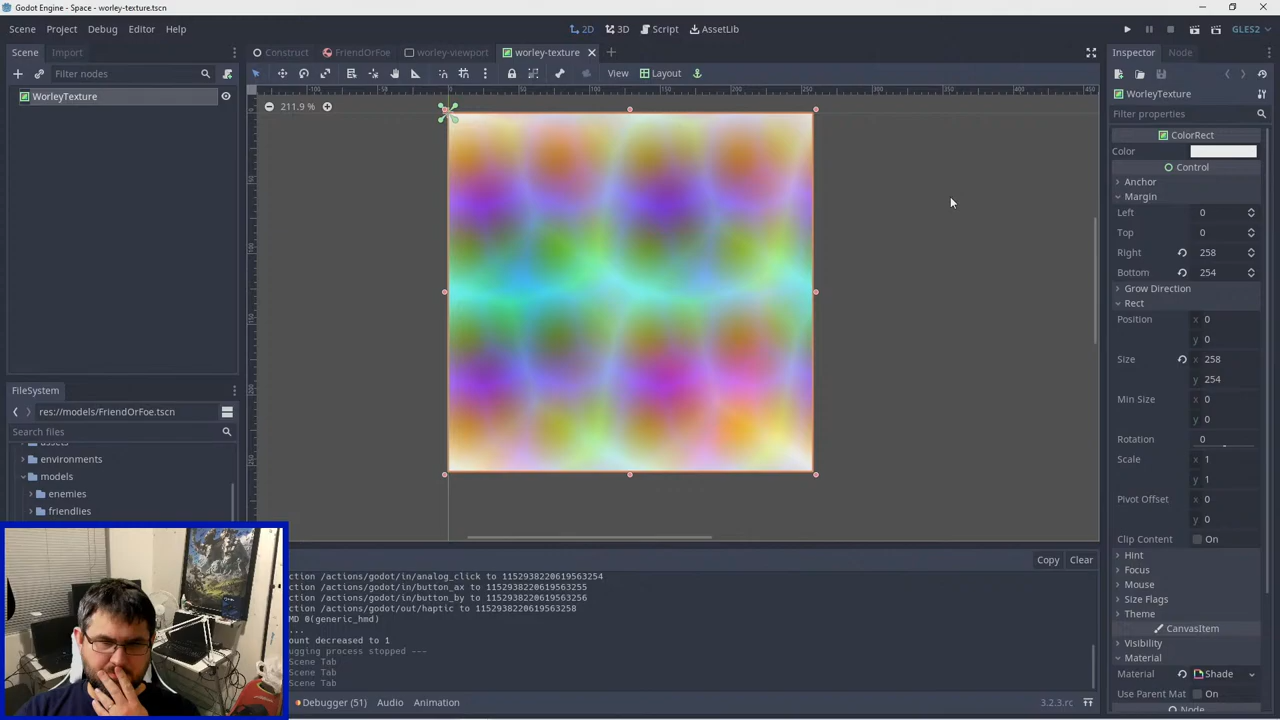 Godot Engine - Space - worley-texture.tscn
Scene Project Debug Editor Help
2D 3D Script AssetLib
GLES2
Scene Import
Construct FriendOrFoe worley-viewport worley-texture
Inspector Node
Filter nodes
View Layout
WorleyTexture
WorleyTexture
211.9 %
Filter properties
ColorRect
Color
Control
Anchor
Margin
Left 0
Top 0
Right 258
Bottom 254
Grow Direction
Rect
Position x 0
y 0
Size x 258
y 254
Min Size x 0
y 0
Rotation 0
Scale x 1
y 1
Pivot Offset x 0
y 0
Clip Content On
Hint
Focus
Mouse
Size Flags
Theme
CanvasItem
Visibility
Material
Material Shade
Use Parent Mat On
Node
FileSystem
res://models/FriendOrFoe.tscn
Search files
assets
environments
models
enemies
friendlies
Copy Clear
ction /actions/godot/in/analog_click to 1152938220619563254
ction /actions/godot/in/button_ax to 1152938220619563255
ction /actions/godot/in/button_by to 1152938220619563256
ction /actions/godot/out/haptic to 1152938220619563258
MD 0(generic_hmd)
...
ount decreased to 1
ugging process stopped ---
Scene Tab
Scene Tab
Scene Tab
Debugger (51) Audio Animation
3.2.3.rc